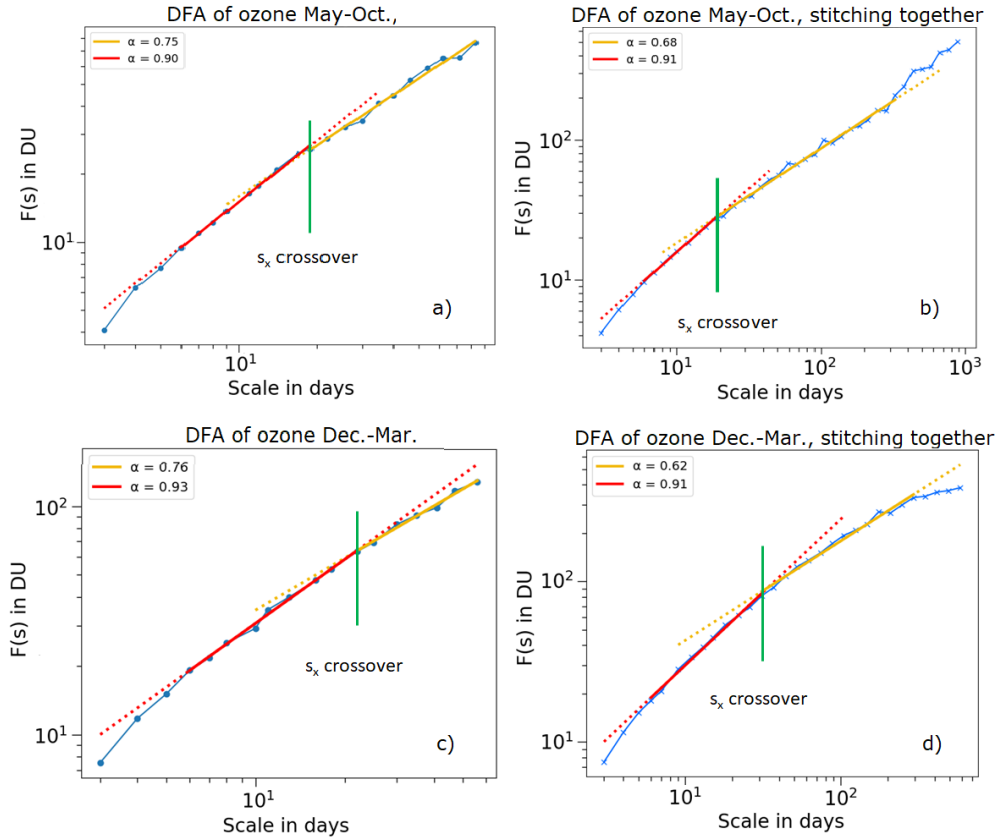 DFA of ozone May-Oct.,
α = 0.75
α = 0.90
F(s) in DU
10¹
s_x crossover
a)
10¹
Scale in days
DFA of ozone May-Oct., stitching together
α = 0.68
α = 0.91
F(s) in DU
10²
10¹
s_x crossover
b)
10¹ 10² 10³
Scale in days
DFA of ozone Dec.-Mar.
α = 0.76
α = 0.93
F(s) in DU
10²
10¹
s_x crossover
c)
10¹
Scale in days
DFA of ozone Dec.-Mar., stitching together
α = 0.62
α = 0.91
F(s) in DU
10²
10¹
s_x crossover
d)
10¹ 10²
Scale in days